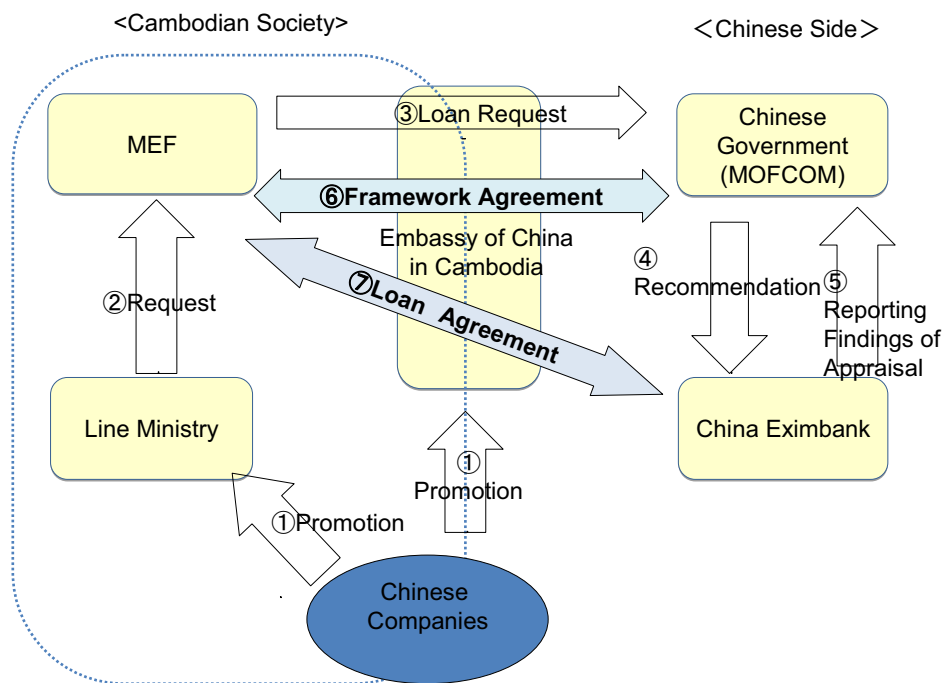 <Cambodian Society>
＜Chinese Side＞
MEF
③Loan Request
Chinese
Government
(MOFCOM)
⑥Framework Agreement
Embassy of China
in Cambodia
④
Recommendation
⑤
Reporting
Findings of
Appraisal
②Request
⑦Loan Agreement
Line Ministry
China Eximbank
①
Promotion
①Promotion
Chinese
Companies